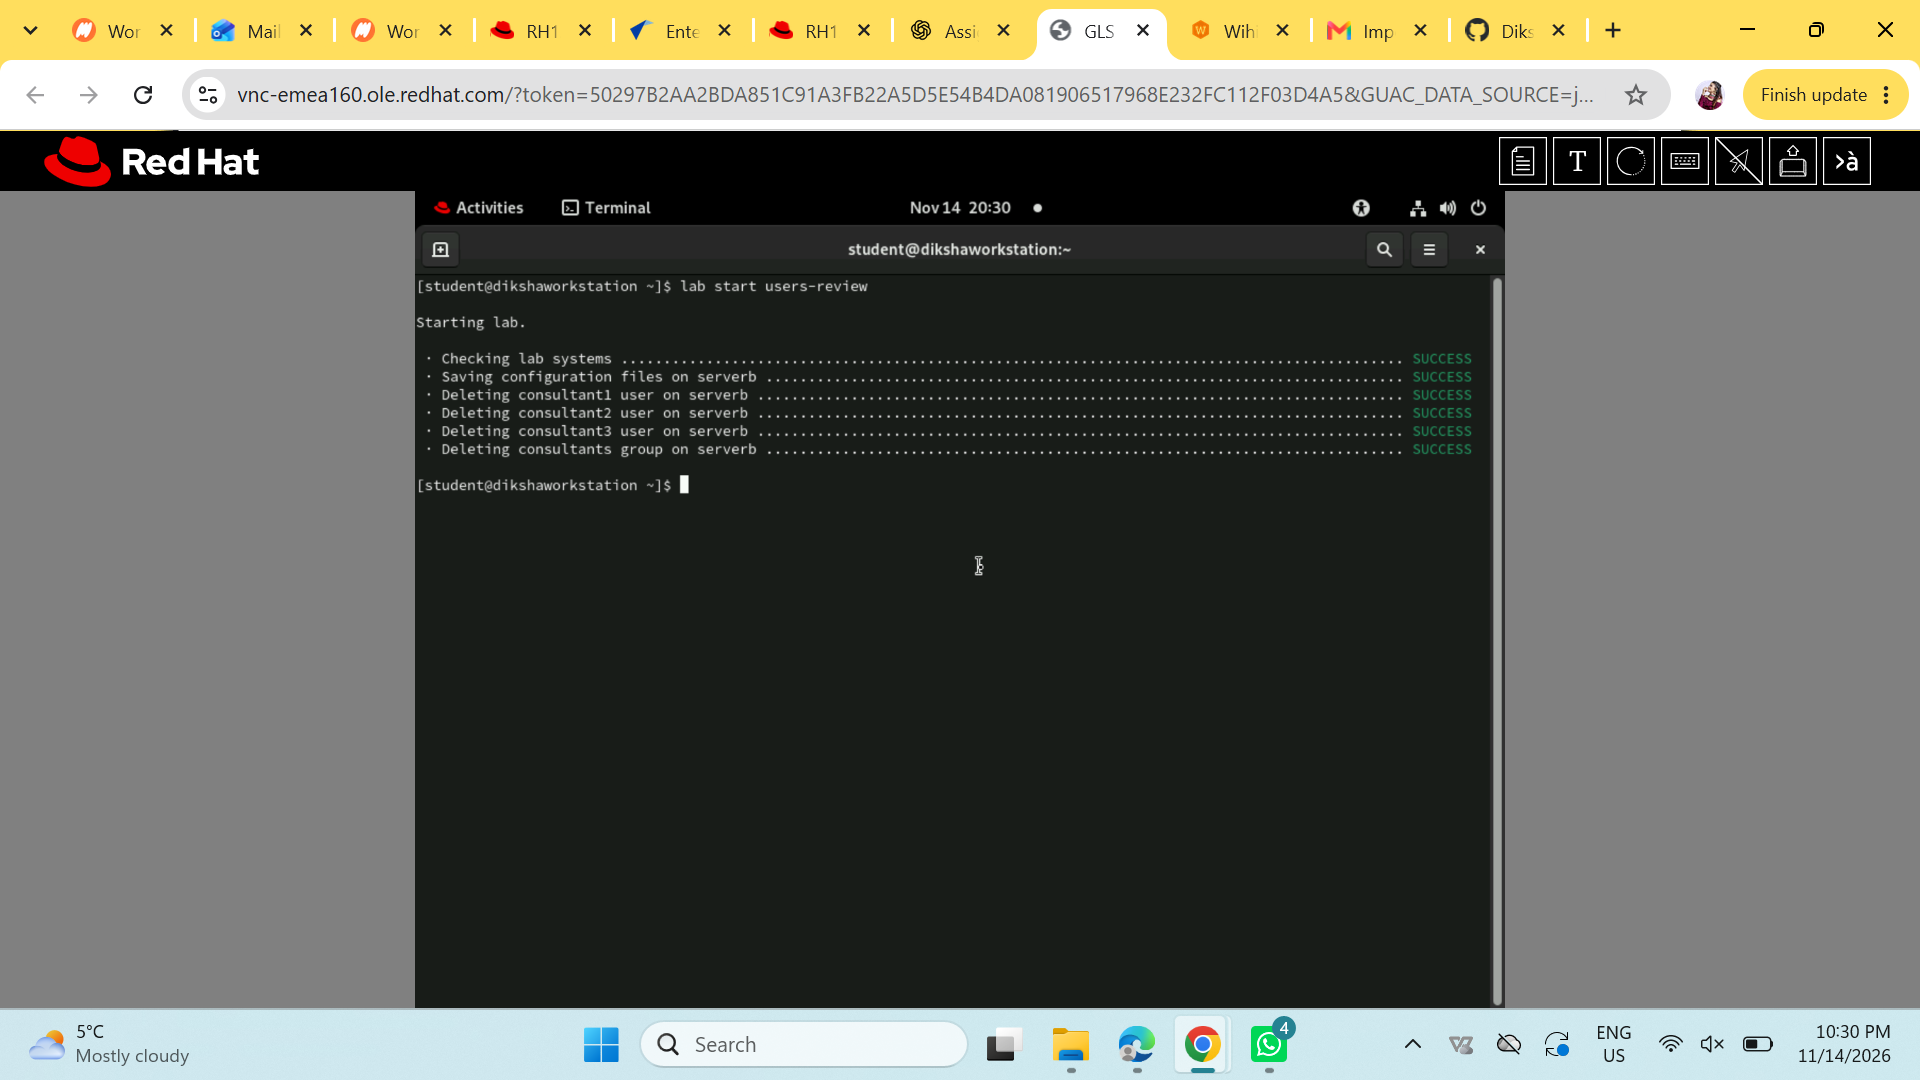 Wor
Mail
Wor
RH1
Ente
RH1
Assi
GLS
Wihi
Imp
Diks
vnc-emea160.ole.redhat.com/?token=50297B2AA2BDA851C91A3FB22A5D5E54B4DA081906517968E232FC112F03D4A5&GUAC_DATA_SOURCE=j...
Finish update
Red Hat
T
>à
Activities
Terminal
Nov 14 20:30
student@dikshaworkstation:~
[student@dikshaworkstation ~]$ lab start users-review
Starting lab.
· Checking lab systems ............................................................................................ SUCCESS
· Saving configuration files on serverb ........................................................................... SUCCESS
· Deleting consultant1 user on serverb ............................................................................ SUCCESS
· Deleting consultant2 user on serverb ............................................................................ SUCCESS
· Deleting consultant3 user on serverb ............................................................................ SUCCESS
· Deleting consultants group on serverb ........................................................................... SUCCESS
[student@dikshaworkstation ~]$
5°C
Mostly cloudy
Search
4
ENG
US
10:30 PM
11/14/2026